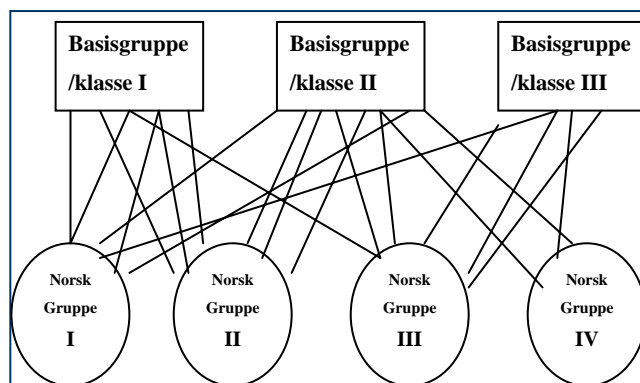 Basisgruppe
/klasse I
Basisgruppe
/klasse II
Basisgruppe
/klasse III
Norsk
Gruppe
I
Norsk
Gruppe
II
Norsk
Gruppe
III
Norsk
Gruppe
IV